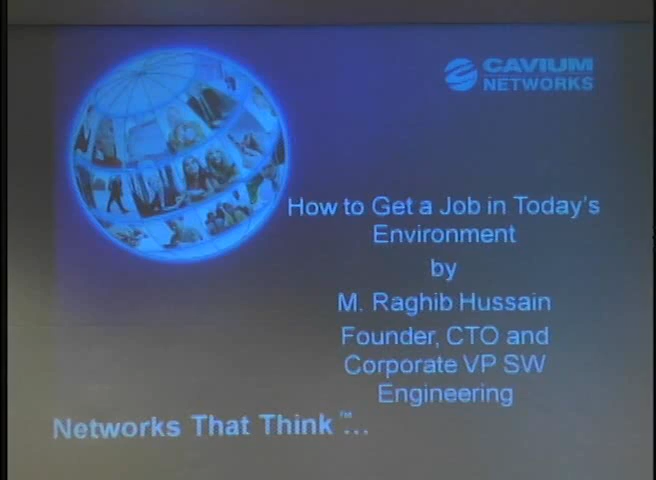 CAVIUM
NETWORKS
How to Get a Job in Today's
Environment
by
M. Raghib Hussain
Founder, CTO and
Corporate VP SW
Engineering
Networks That Think™...